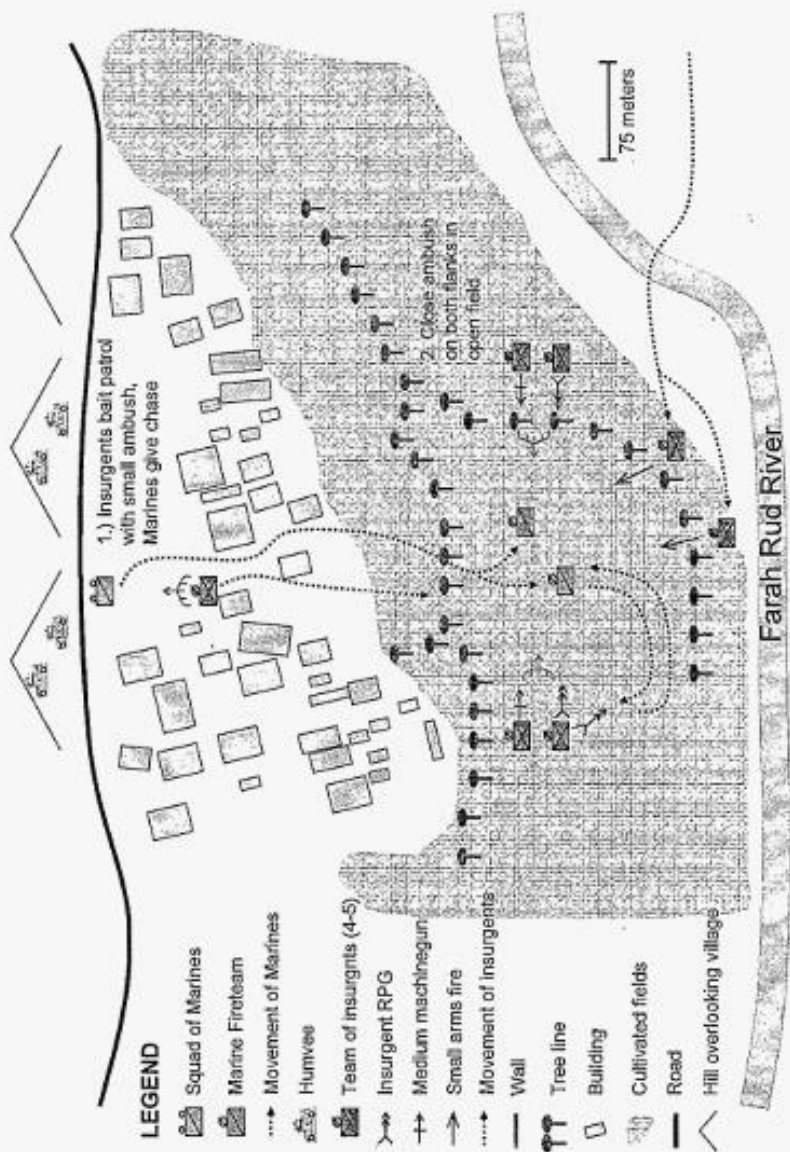 1.) Insurgents bait patrol
with small ambush,
Marines give chase
2. Close ambush
on both flanks in
open field
75 meters
Farah Rud River
LEGEND
Squad of Marines
Marine Fireteam
Movement of Marines
Humvee
Team of insurgnts (4-5)
Insurgent RPG
Medium machinegun
Small arms fire
Movement of insurgents
Wall
Tree line
Building
Cultivated fields
Road
Hill overlooking village